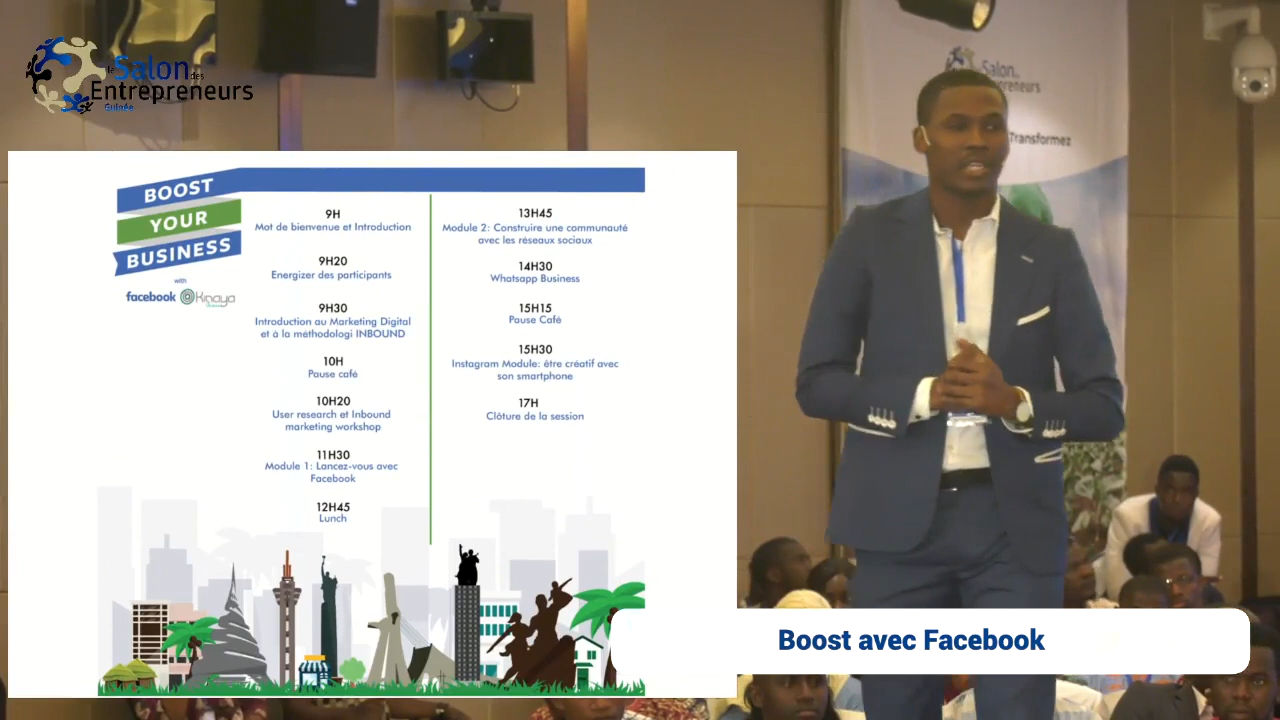 le Salon des
Entrepreneurs
Guinée
Salon des
Entrepreneurs
Transformez
BOOST
YOUR
BUSINESS
with
facebook Kinaya
9H
Mot de bienvenue et Introduction
9H20
Energizer des participants
9H30
Introduction au Marketing Digital
et à la méthodologi INBOUND
10H
Pause café
10H20
User research et Inbound
marketing workshop
11H30
Module 1: Lancez-vous avec
Facebook
12H45
Lunch
13H45
Module 2: Construire une communauté
avec les réseaux sociaux
14H30
Whatsapp Business
15H15
Pause Café
15H30
Instagram Module: être créatif avec
son smartphone
17H
Clôture de la session
Boost avec Facebook